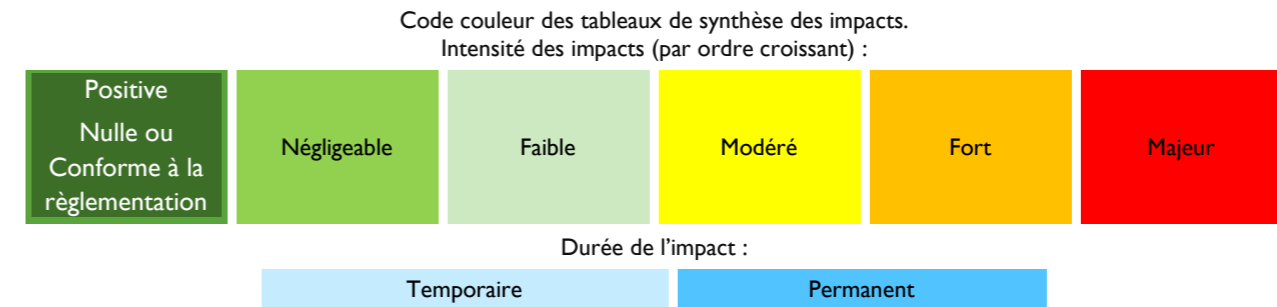 Code couleur des tableaux de synthèse des impacts.
Intensité des impacts (par ordre croissant) :
Positive
Nulle ou
Conforme à la
règlementation
Négligeable
Faible
Modéré
Fort
Majeur
Durée de l’impact :
Temporaire
Permanent